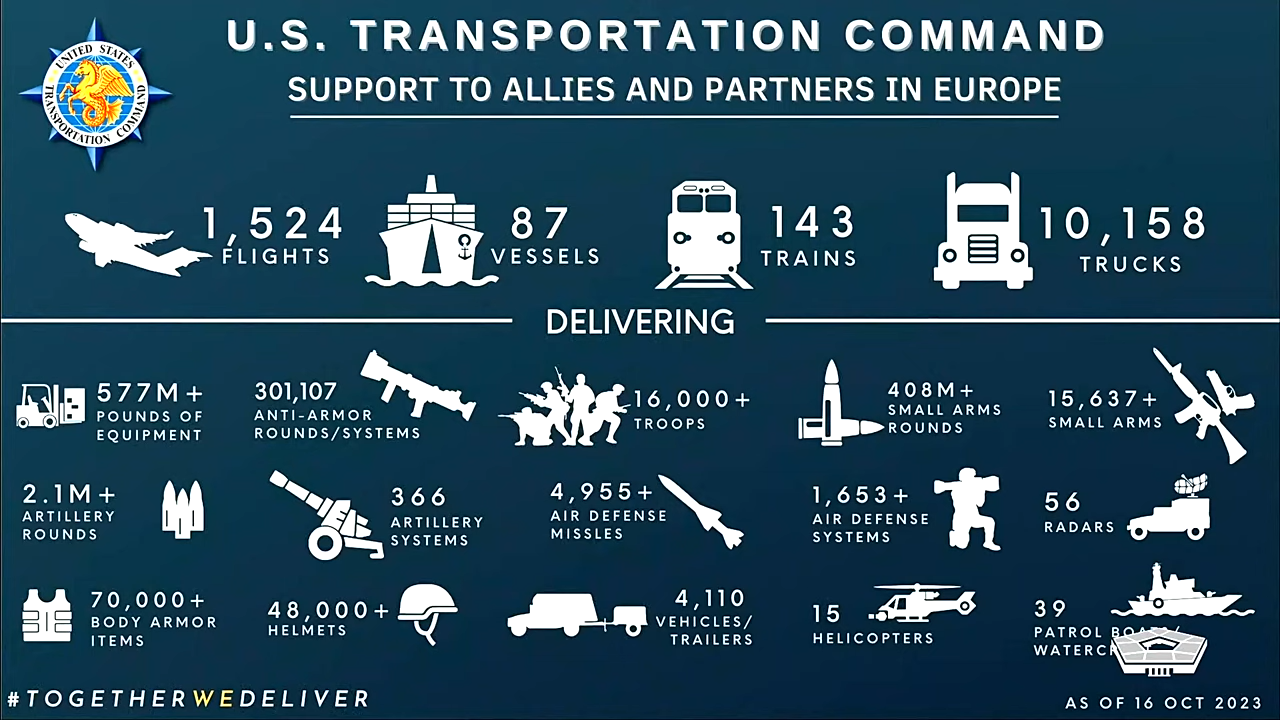 U.S. TRANSPORTATION COMMAND
SUPPORT TO ALLIES AND PARTNERS IN EUROPE
UNITED STATES
TRANSPORTATION COMMAND
1,524
FLIGHTS
87
VESSELS
143
TRAINS
10,158
TRUCKS
DELIVERING
577M+
POUNDS OF
EQUIPMENT
301,107
ANTI-ARMOR
ROUNDS/SYSTEMS
16,000+
TROOPS
408M+
SMALL ARMS
ROUNDS
15,637+
SMALL ARMS
2.1M+
ARTILLERY
ROUNDS
366
ARTILLERY
SYSTEMS
4,955+
AIR DEFENSE
MISSLES
1,653+
AIR DEFENSE
SYSTEMS
56
RADARS
70,000+
BODY ARMOR
ITEMS
48,000+
HELMETS
4,110
VEHICLES/
TRAILERS
15
HELICOPTERS
39
PATROL
#TOGETHERWEDELIVER
AS OF 16 OCT 2023